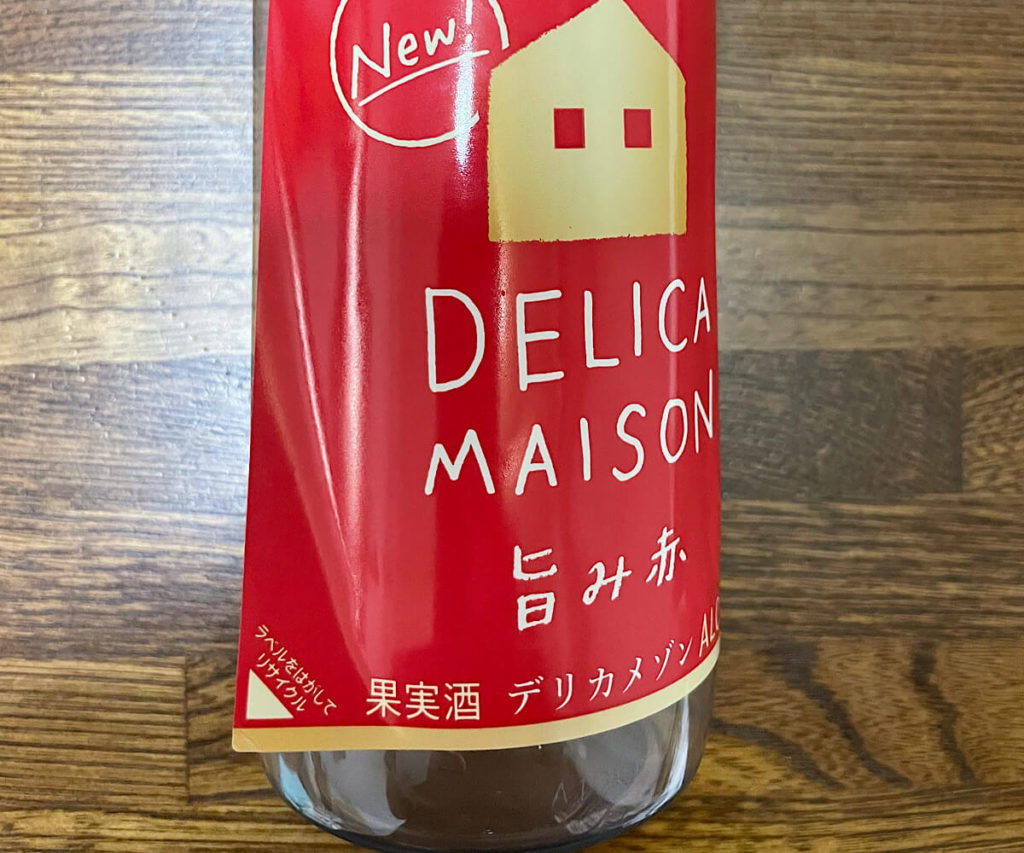 New!
DELICA
MAISON
旨み赤
ラベルをはがして
リサイクル
果実酒 デリカメゾン